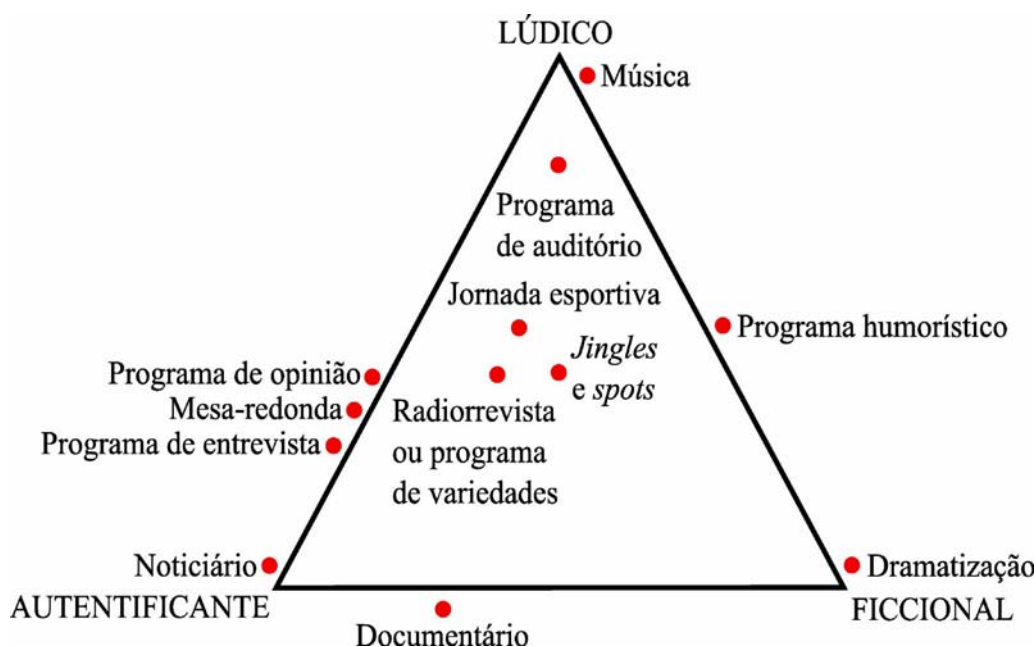 LÚDICO
Música
Programa
de auditório
Jornada esportiva
Programa humorístico
Jingles
e spots
Programa de opinião
Mesa-redonda
Programa de entrevista
Radiorrevista
ou programa
de variedades
Noticiário
Dramatização
AUTENTIFICANTE
FICCIONAL
Documentário